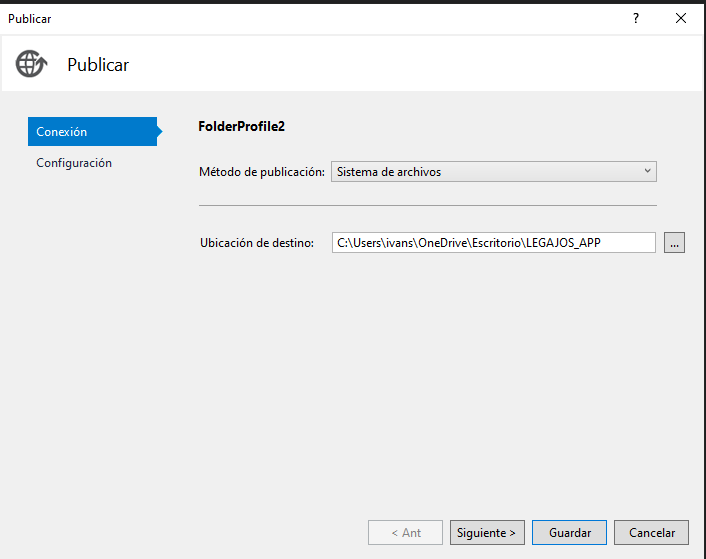 Publicar
?
Publicar
Conexión
Configuración
FolderProfile2
Método de publicación: Sistema de archivos
Ubicación de destino: C:\Users\ivans\OneDrive\Escritorio\LEGAJOS_APP ...
< Ant Siguiente > Guardar Cancelar